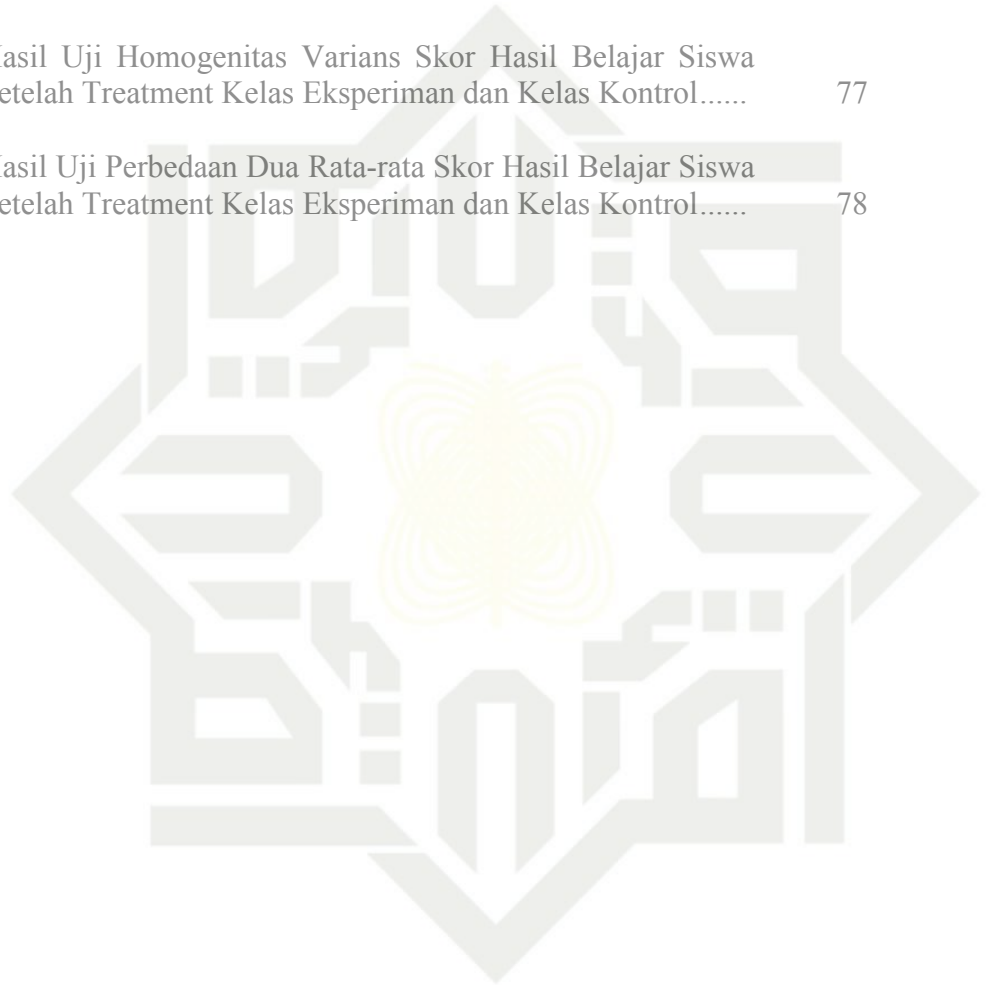 asil Uji Homogenitas Varians Skor Hasil Belajar Siswa
etelah Treatment Kelas Eksperiman dan Kelas Kontrol...... 77
asil Uji Perbedaan Dua Rata-rata Skor Hasil Belajar Siswa
etelah Treatment Kelas Eksperiman dan Kelas Kontrol...... 78